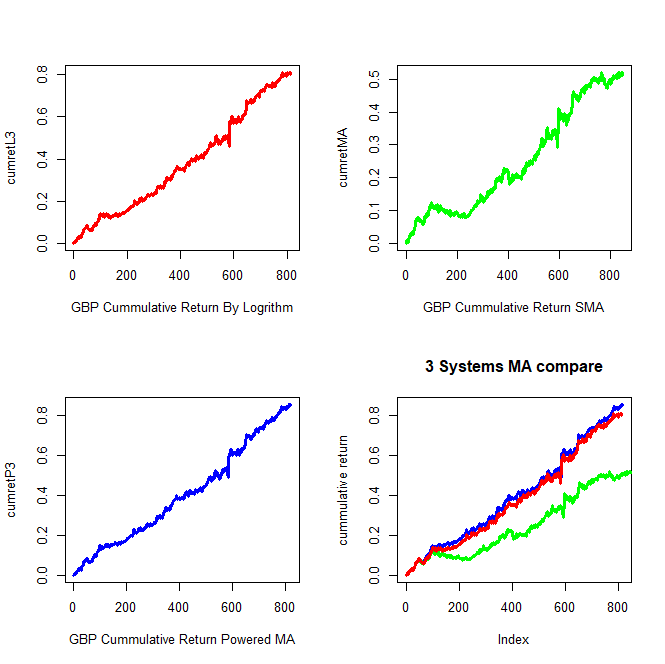 cumretL3
0.0 0.2 0.4 0.6 0.8
0 200 400 600 800
GBP Cummulative Return By Logrithm
cumretMA
0.0 0.1 0.2 0.3 0.4 0.5
0 200 400 600 800
GBP Cummulative Return SMA
cumretP3
0.0 0.2 0.4 0.6 0.8
0 200 400 600 800
GBP Cummulative Return Powered MA
3 Systems MA compare
cummulative return
0.0 0.2 0.4 0.6 0.8
0 200 400 600 800
Index